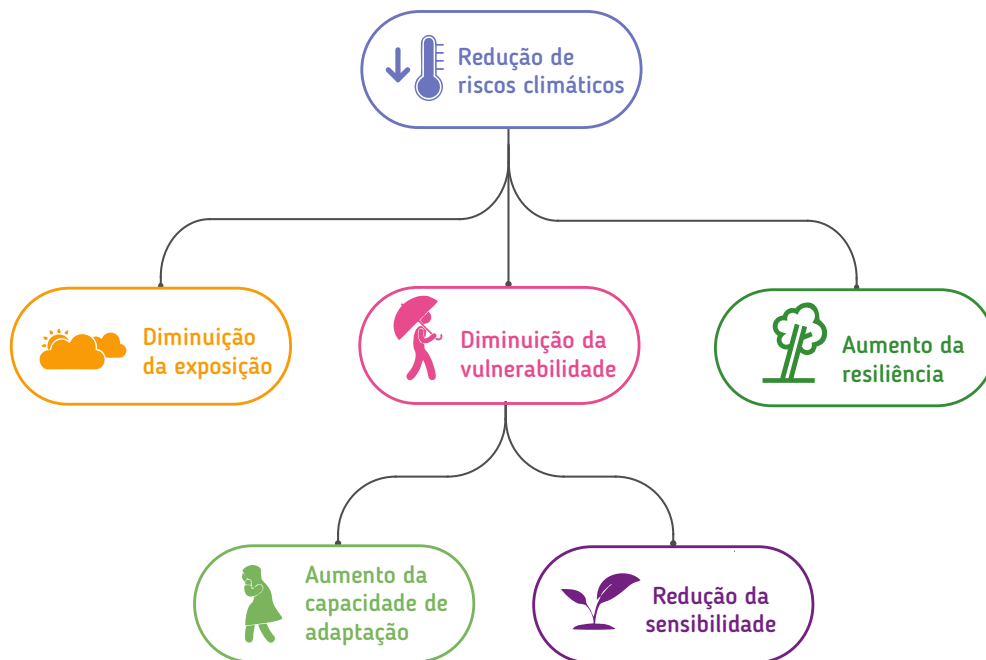 Redução de
riscos climáticos
Diminuição
da exposição
Diminuição da
vulnerabilidade
Aumento da
resiliência
Aumento da
capacidade de
adaptação
Redução da
sensibilidade